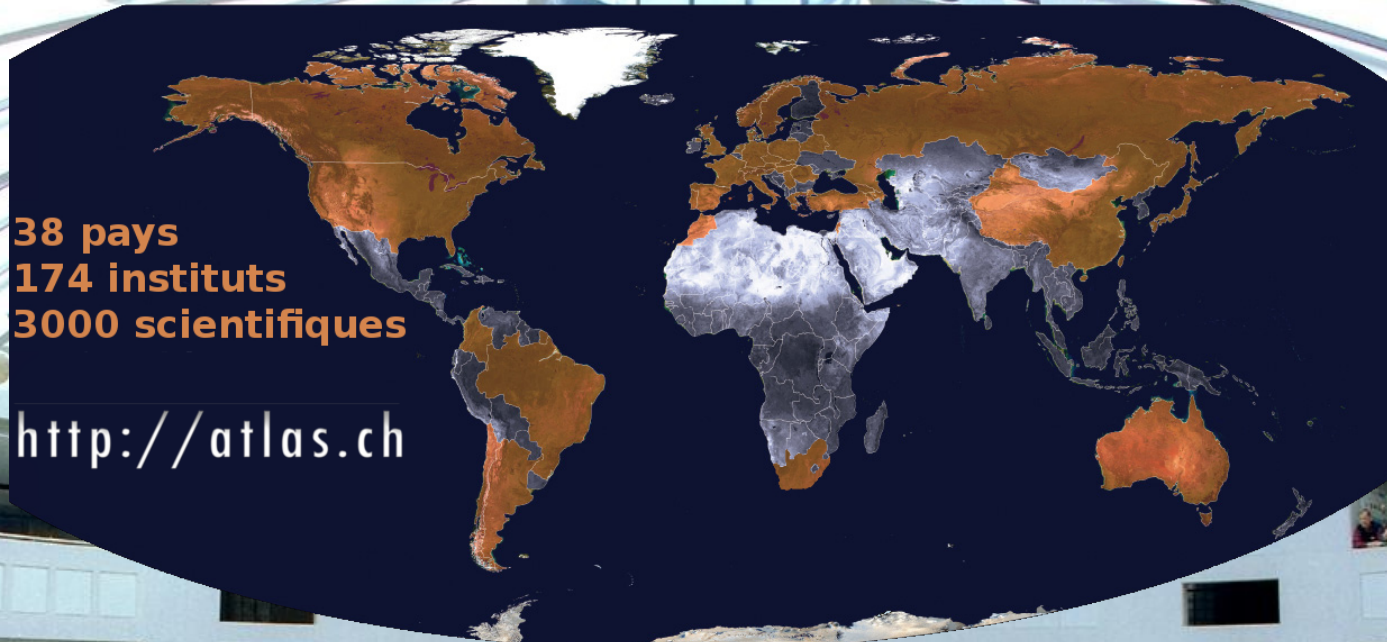 38 pays
174 instituts
3000 scientifiques
http://atlas.ch